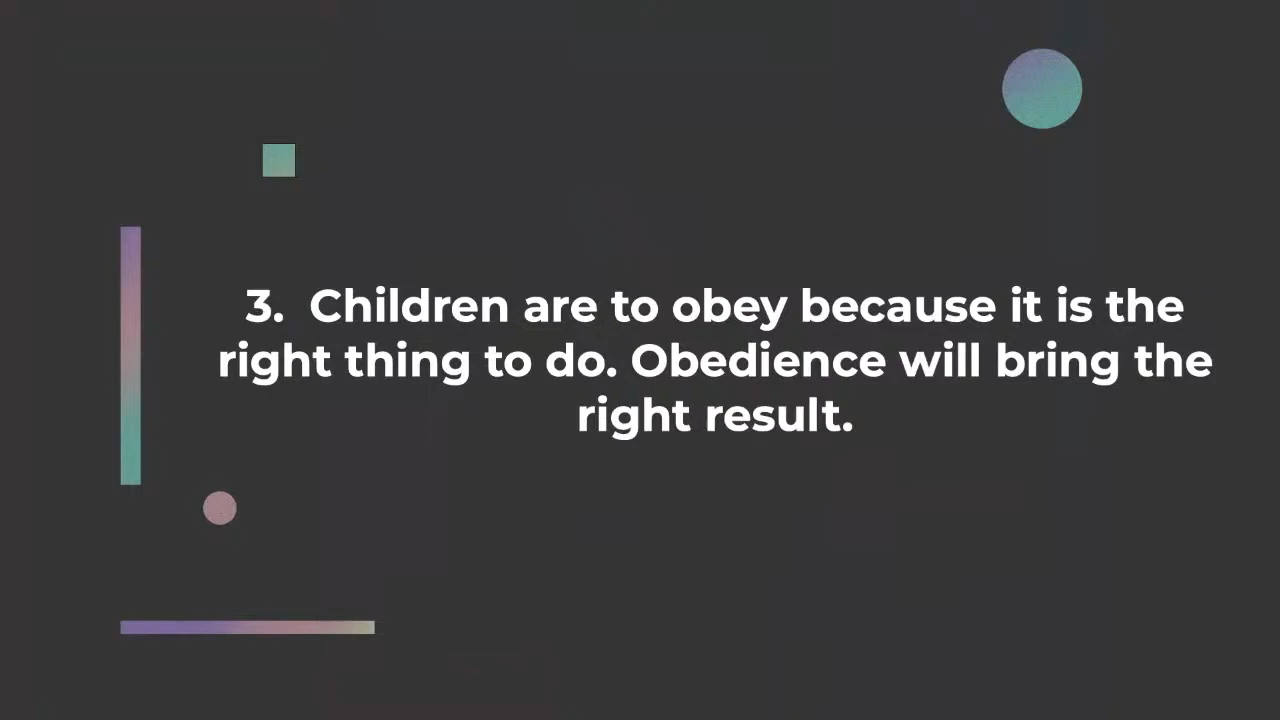 3.  Children are to obey because it is the
right thing to do. Obedience will bring the
right result.